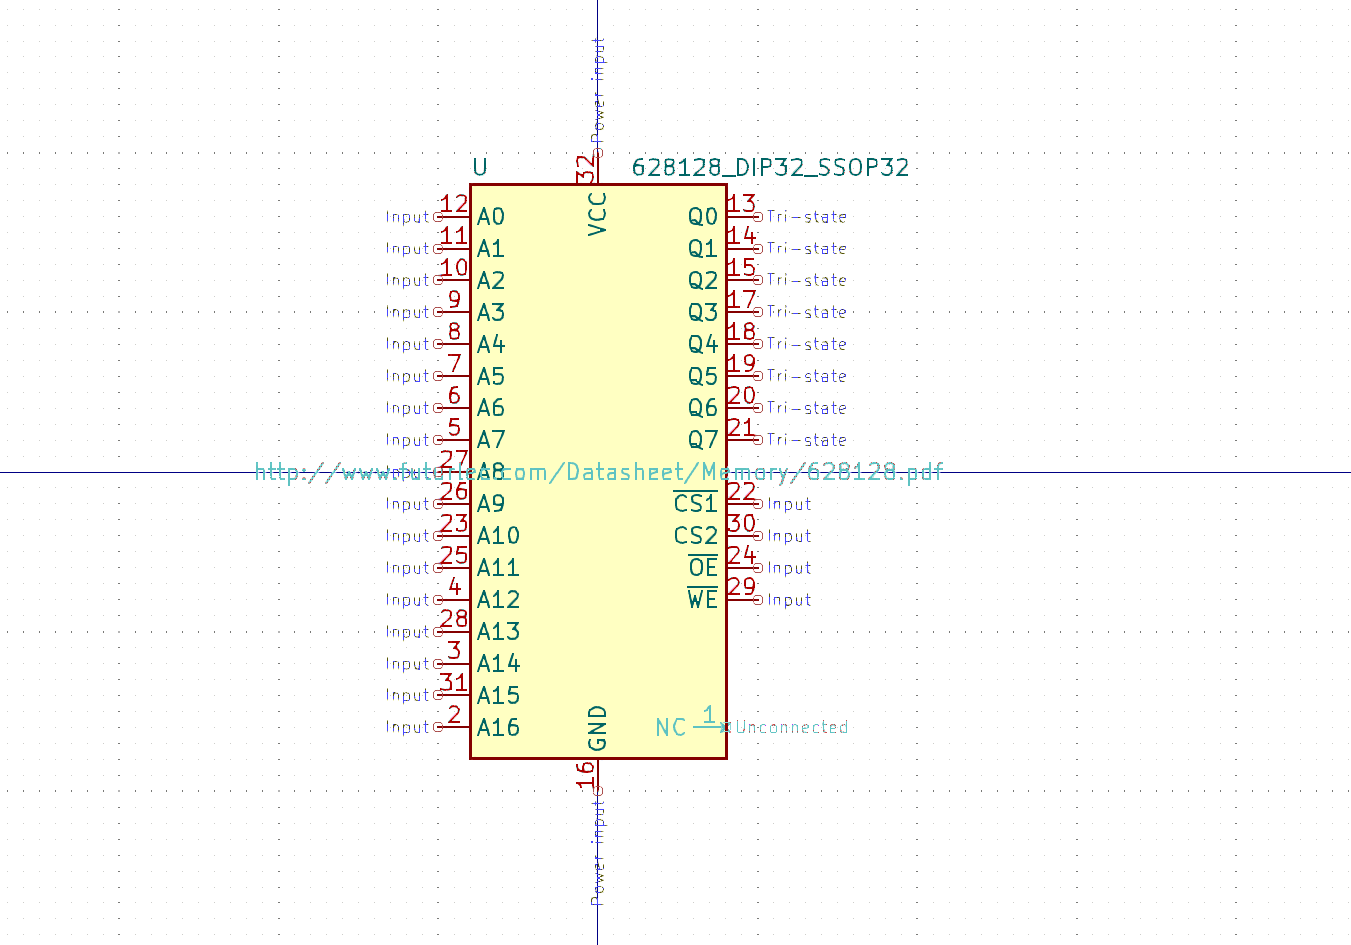 Power input
32
U 628128_DIP32_SSOP32
VCC
Input 12 A0 Q0 13 Tri-state
Input 11 A1 Q1 14 Tri-state
Input 10 A2 Q2 15 Tri-state
Input 9 A3 Q3 17 Tri-state
Input 8 A4 Q4 18 Tri-state
Input 7 A5 Q5 19 Tri-state
Input 6 A6 Q6 20 Tri-state
Input 5 A7 Q7 21 Tri-state
Input 27 A8
http://www.futurlec.com/Datasheet/Memory/628128.pdf
Input 26 A9 CS1 22 Input
Input 23 A10 CS2 30 Input
Input 25 A11 OE 24 Input
Input 4 A12 WE 29 Input
Input 28 A13
Input 3 A14
Input 31 A15
Input 2 A16 NC 1 Unconnected
GND
16
Power input